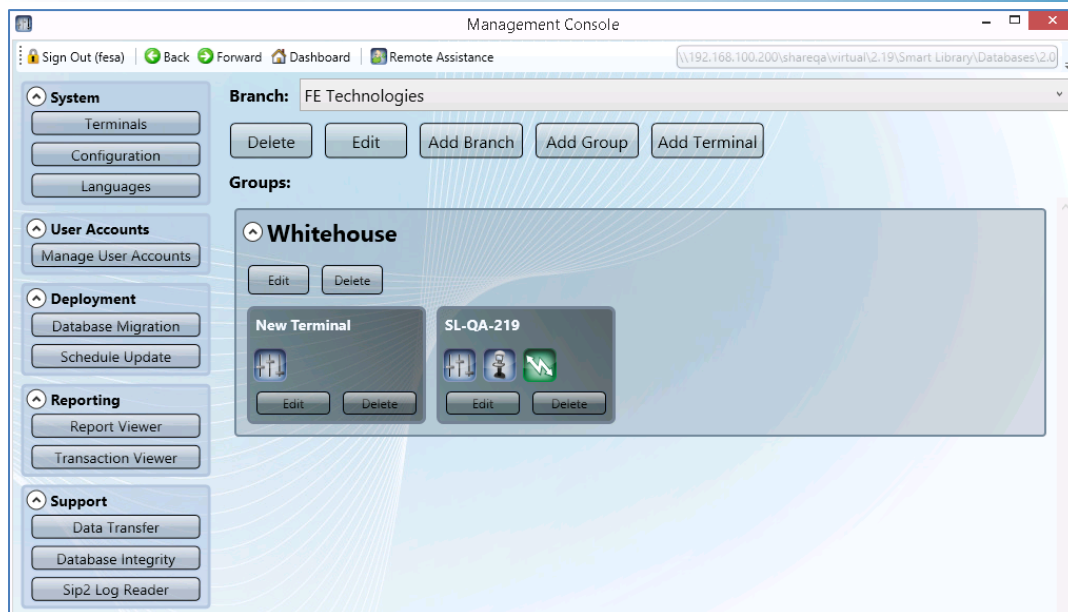 Management Console
Sign Out (fesa) Back Forward Dashboard Remote Assistance \\192.168.100.200\shareqa\virtual\2.19\Smart Library\Databases\2.0
System
Terminals
Configuration
Languages
User Accounts
Manage User Accounts
Deployment
Database Migration
Schedule Update
Reporting
Report Viewer
Transaction Viewer
Support
Data Transfer
Database Integrity
Sip2 Log Reader
Branch: FE Technologies
Delete Edit Add Branch Add Group Add Terminal
Groups:
Whitehouse
Edit Delete
New Terminal
Edit Delete
SL-QA-219
Edit Delete